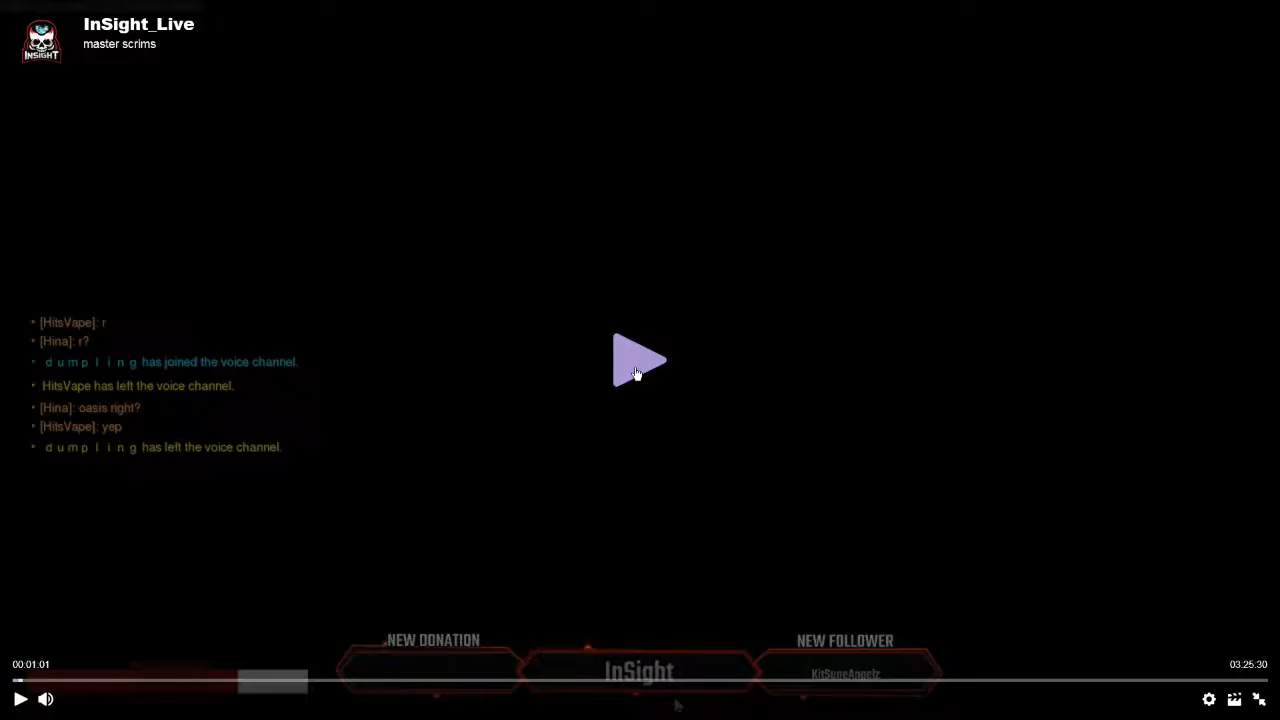 InSight_Live
master scrims
INSIGHT
[HitsVape]: r
[Hina]: r?
d u m p l i n g has joined the voice channel.
HitsVape has left the voice channel.
[Hina]: oasis right?
[HitsVape]: yep
d u m p l i n g has left the voice channel.
NEW DONATION
NEW FOLLOWER
InSight
KitSuneAngelz
00:01:01
03:25:30